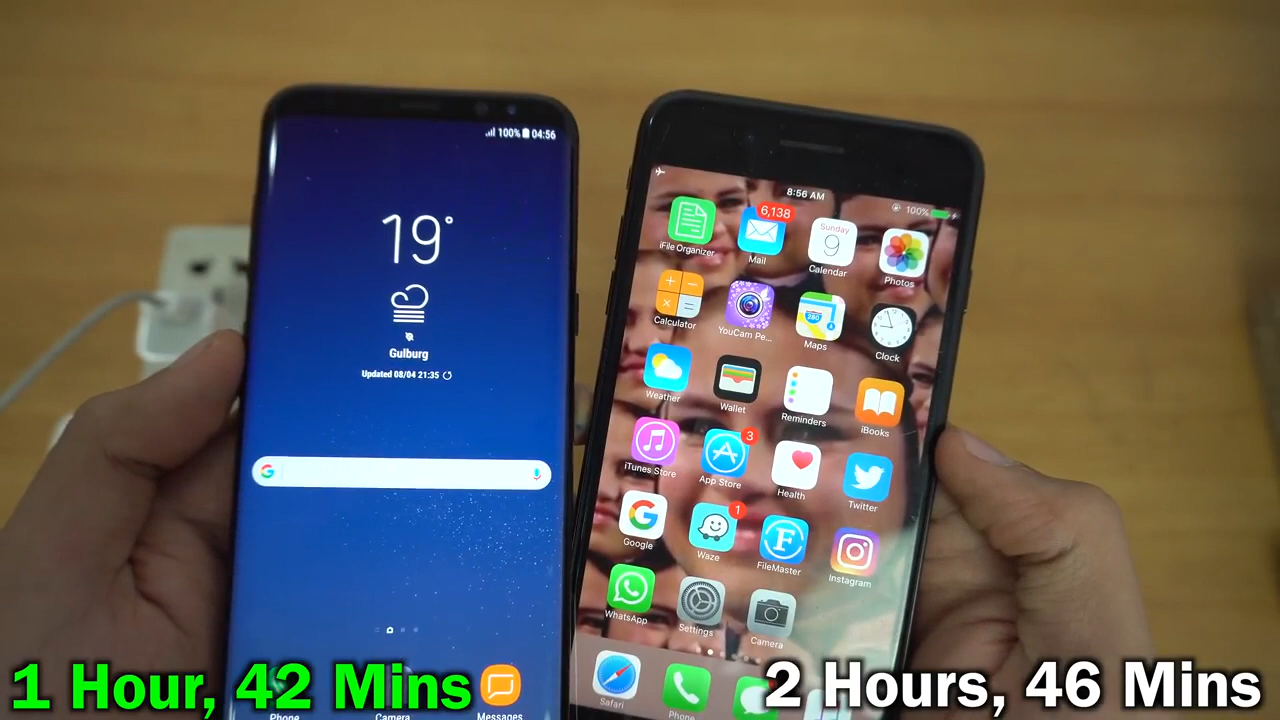 100% 04:56
19°
Gulburg
Updated 08/04 21:35
G
Phone
Camera
Messages
8:56 AM
100%
iFile Organizer
6,138
Mail
Sunday
9
Calendar
Photos
Calculator
YouCam Pe...
280
Maps
Clock
Weather
Wallet
Reminders
iBooks
iTunes Store
3
App Store
Health
Twitter
G
Google
1
Waze
F
FileMaster
Instagram
WhatsApp
Settings
Camera
Safari
Phone
1 Hour, 42 Mins
2 Hours, 46 Mins